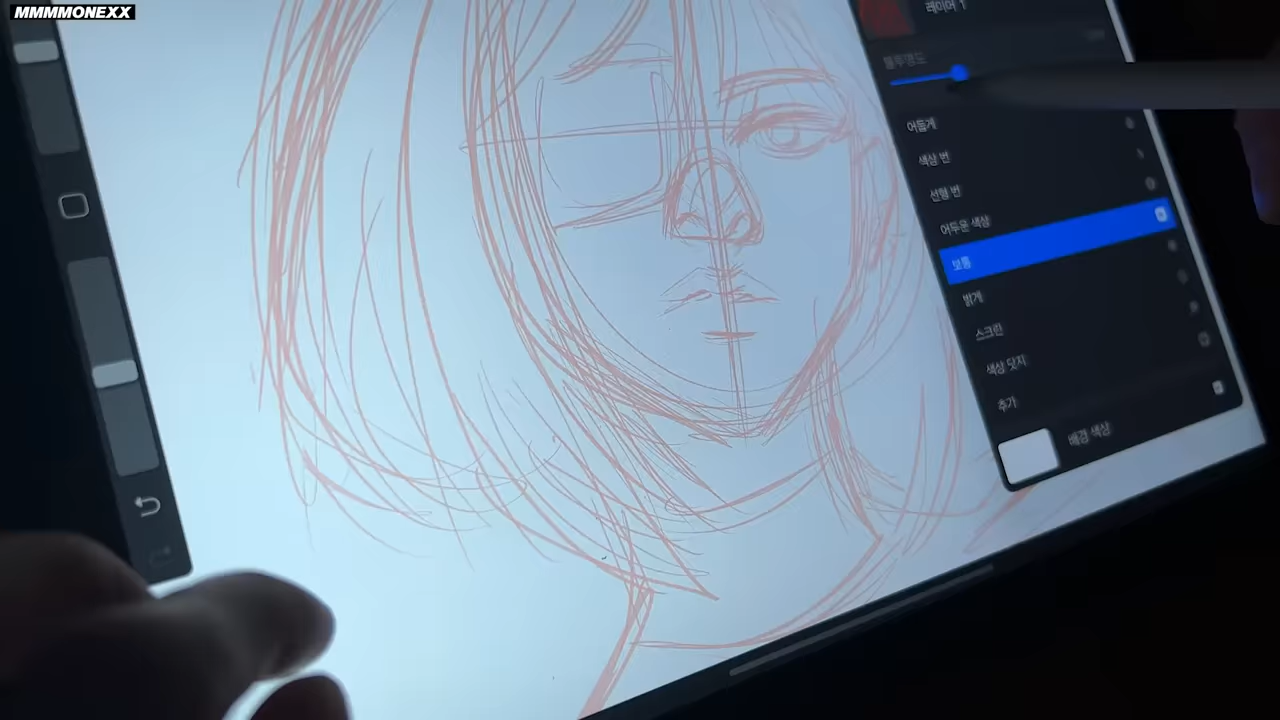 MMMMONEXX
레이어 1
불투명도
어둡게
색상 번
선형 번
어두운 색상
보통
밝게
스크린
색상 닷지
추가
배경 색상